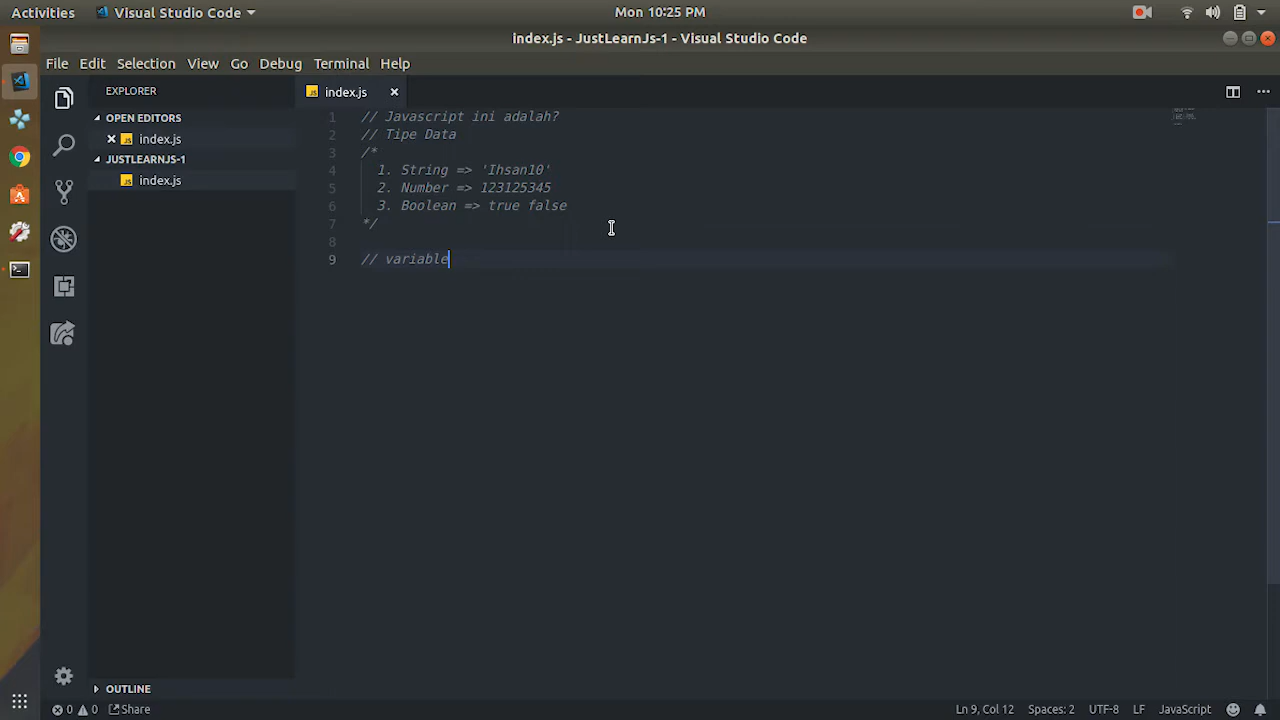 Activities Visual Studio Code Mon 10:25 PM
index.js - JustLearnJs-1 - Visual Studio Code
File Edit Selection View Go Debug Terminal Help
EXPLORER
OPEN EDITORS
index.js
JUSTLEARNJS-1
index.js
OUTLINE
index.js
1 // Javascript ini adalah?
2 // Tipe Data
3 /*
4 1. String => 'Ihsan10'
5 2. Number => 123125345
6 3. Boolean => true false
7 */
8
9 // variable
0 0 Share Ln 9, Col 12 Spaces: 2 UTF-8 LF JavaScript